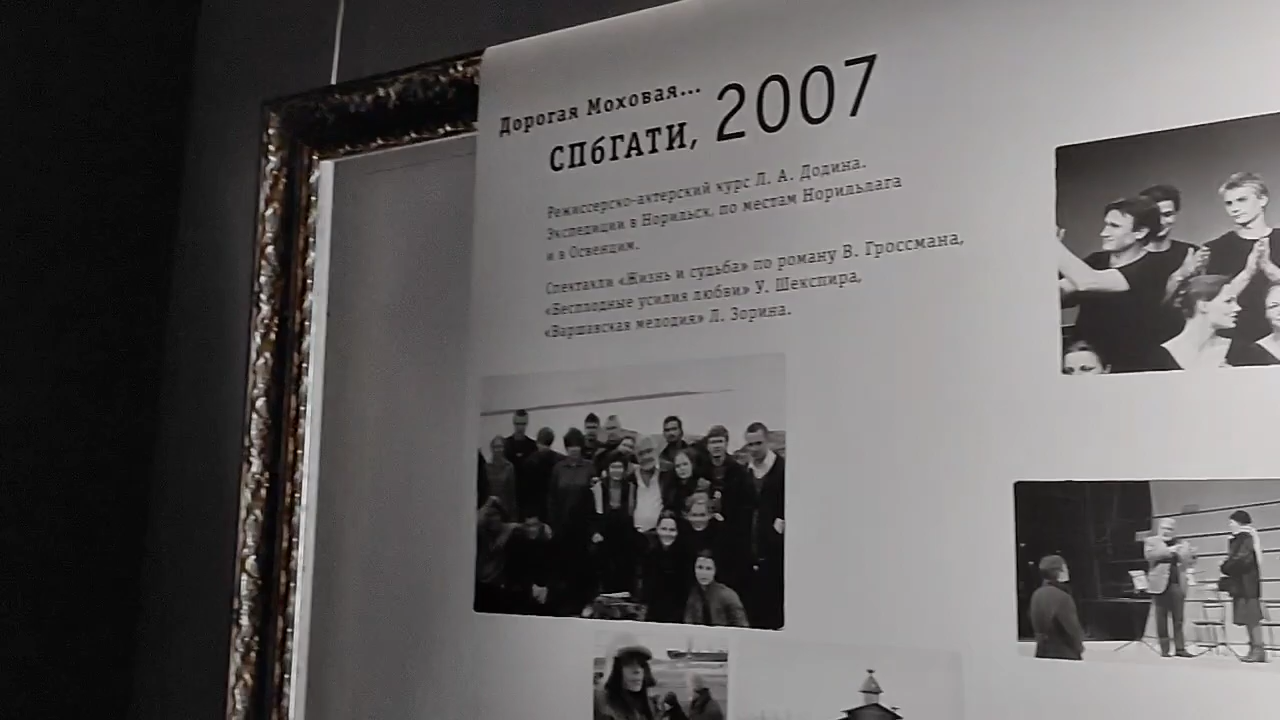 Дорогая Моховая...
СПбГАТИ, 2007
Режиссерско-актерский курс Л. А. Додина.
Экспедиции в Норильск, по местам Норильлага
и в Освенцим.
Спектакли «Жизнь и судьба» по роману В. Гроссмана,
«Бесплодные усилия любви» У. Шекспира,
«Варшавская мелодия» Л. Зорина.